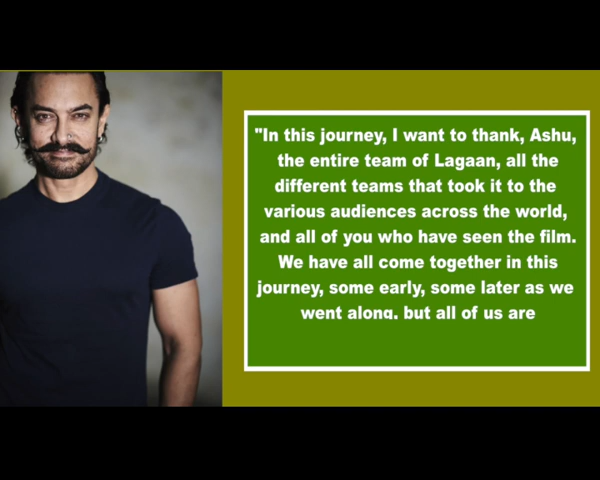 "In this journey, I want to thank, Ashu,
the entire team of Lagaan, all the
different teams that took it to the
various audiences across the world,
and all of you who have seen the film.
We have all come together in this
journey, some early, some later as we
went along. but all of us are